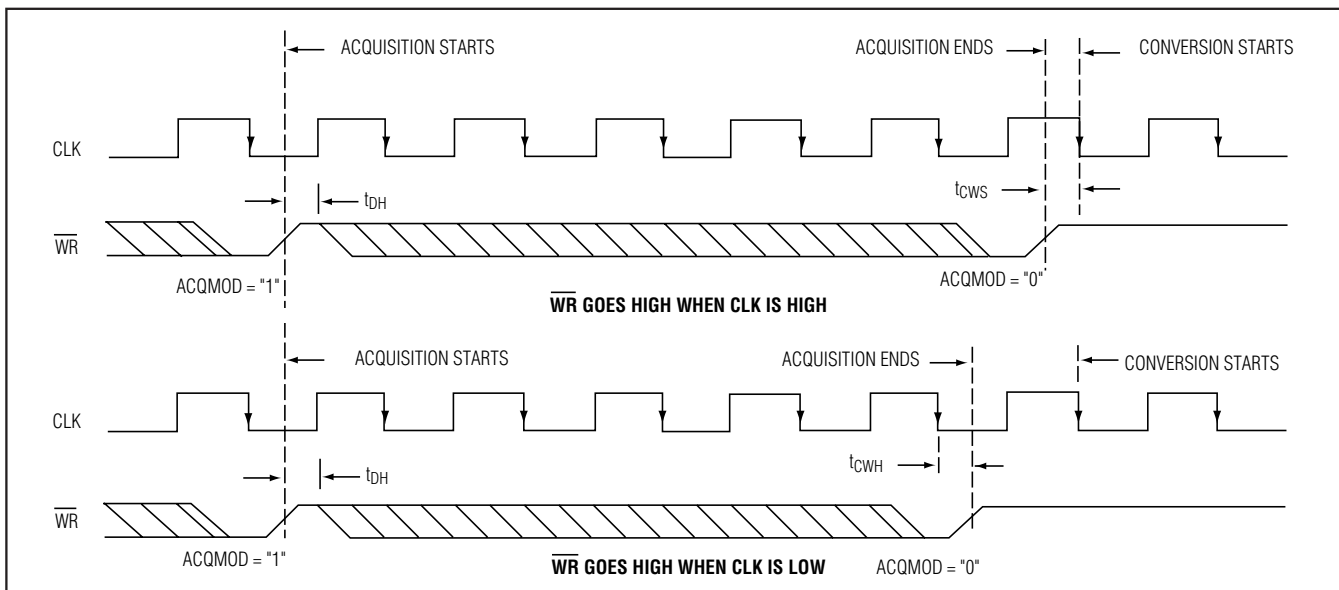 ACQUISITION STARTS
ACQUISITION ENDS
CONVERSION STARTS
CLK
tDH
tCWS
WR
ACQMOD = "1"
ACQMOD = "0"
WR GOES HIGH WHEN CLK IS HIGH
ACQUISITION STARTS
ACQUISITION ENDS
CONVERSION STARTS
CLK
tDH
tCWH
WR
ACQMOD = "1"
WR GOES HIGH WHEN CLK IS LOW
ACQMOD = "0"